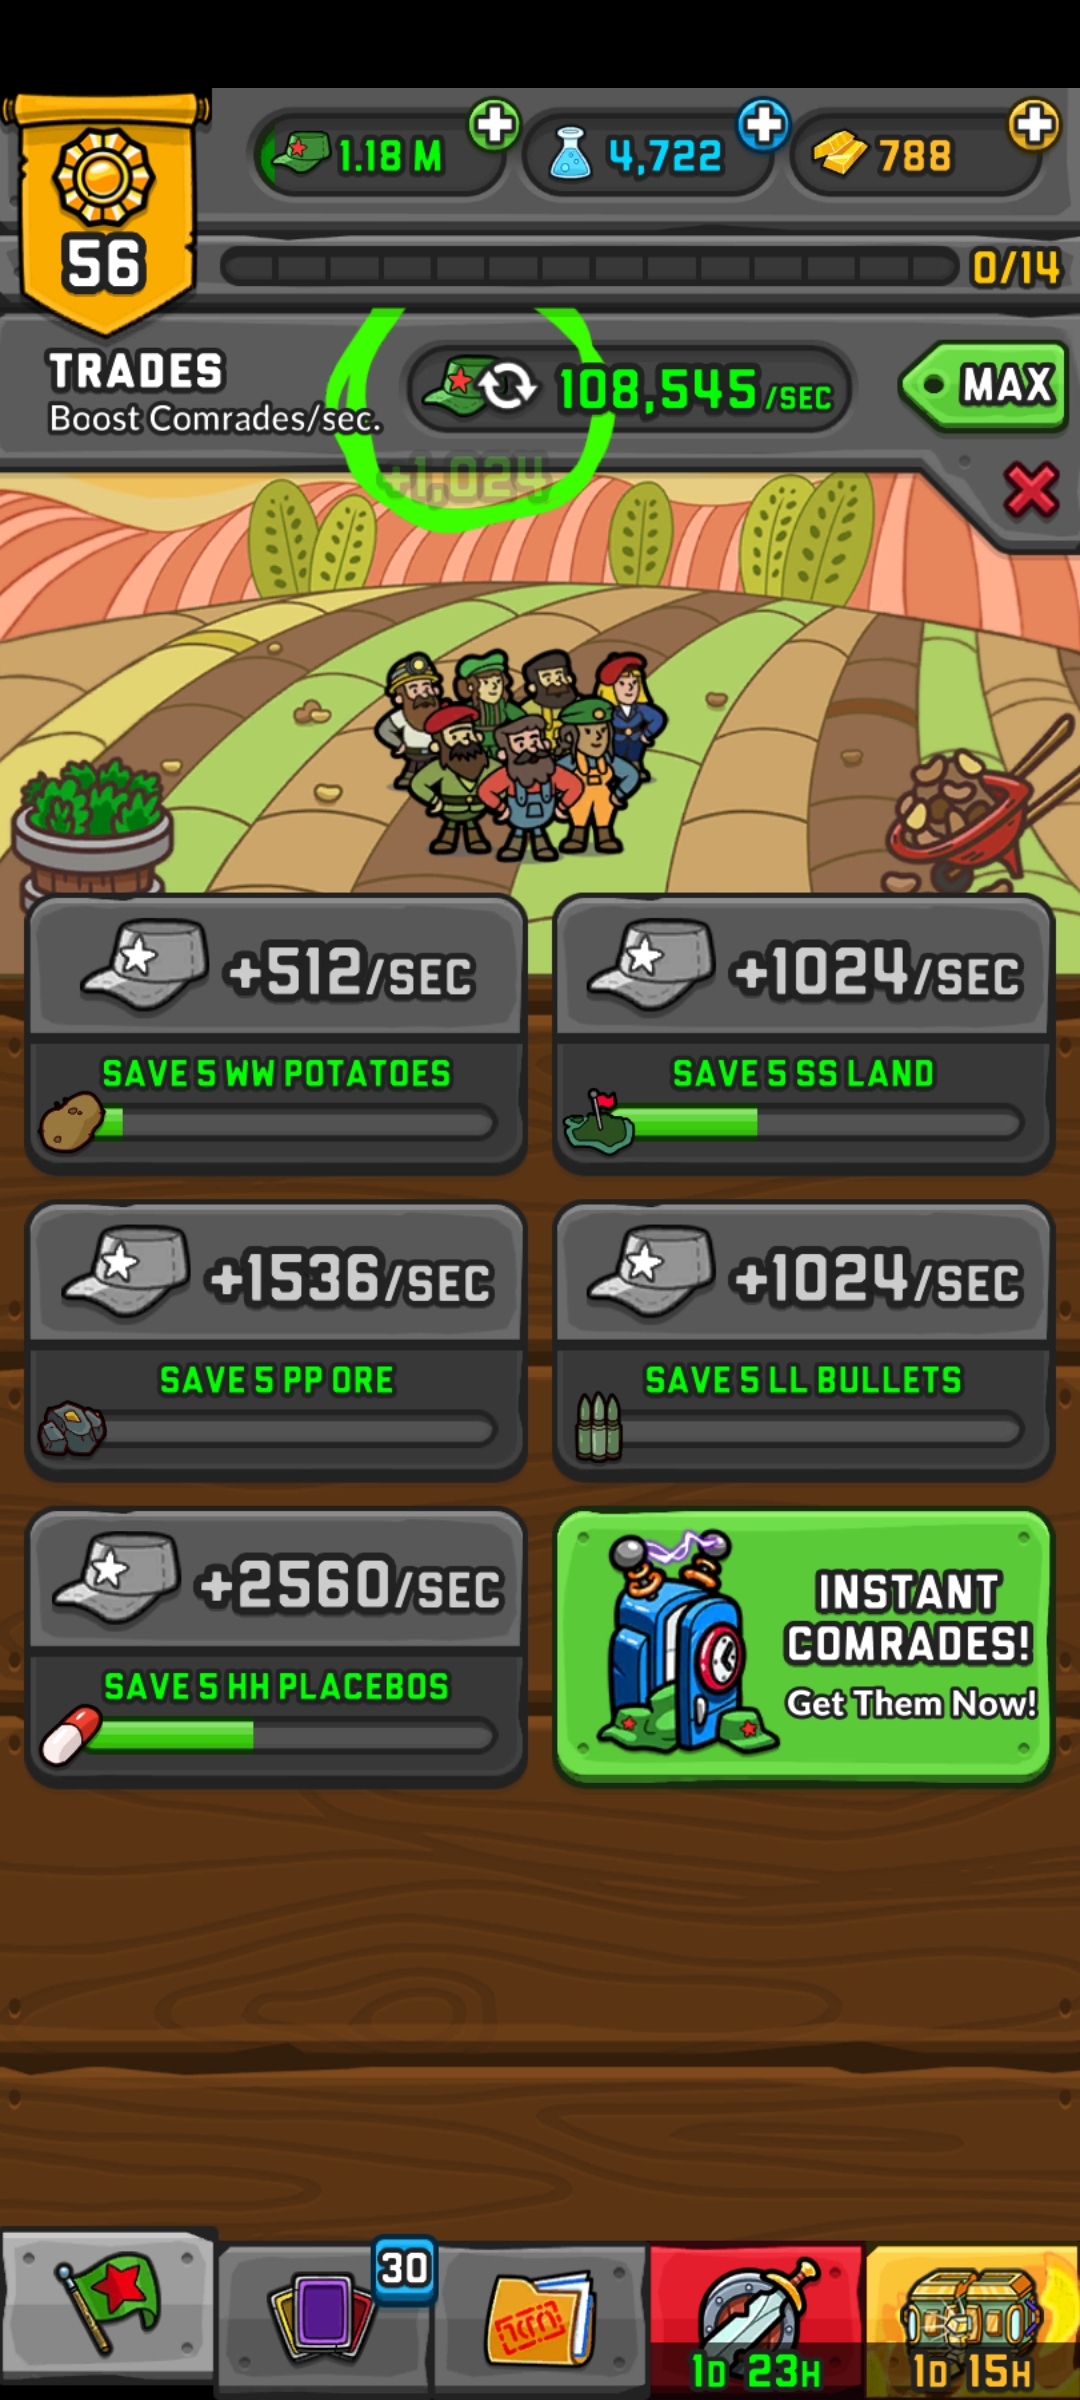 1.18 M
4,722
788
56
0/14
TRADES
Boost Comrades/sec.
108,545/SEC
MAX
+1,024
+512/SEC
SAVE 5 WW POTATOES
+1024/SEC
SAVE 5 SS LAND
+1536/SEC
SAVE 5 PP ORE
+1024/SEC
SAVE 5 LL BULLETS
+2560/SEC
SAVE 5 HH PLACEBOS
INSTANT
COMRADES!
Get Them Now!
30
1D 23H
1D 15H